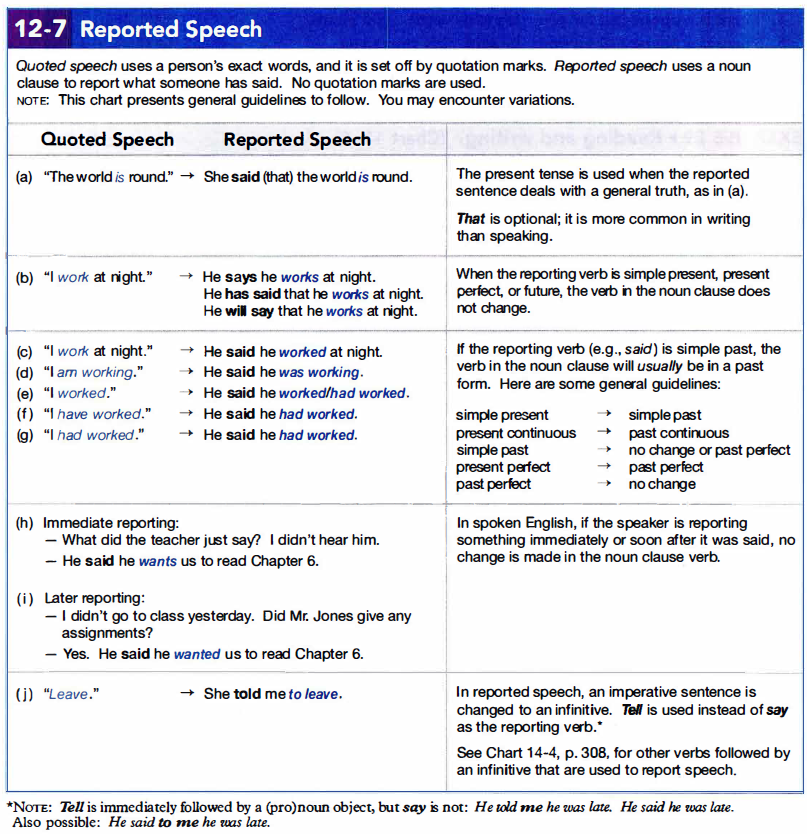 12-7 Reported Speech
Quoted speech uses a person's exact words, and it is set off by quotation marks. Reported speech uses a noun
clause to report what someone has said. No quotation marks are used.
NOTE: This chart presents general guidelines to follow. You may encounter variations.
Quoted Speech Reported Speech
(a) "The world is round." → She said (that) the world is round.
The present tense is used when the reported
sentence deals with a general truth, as in (a).
That is optional; it is more common in writing
than speaking.
(b) "I work at night." → He says he works at night.
He has said that he works at night.
He will say that he works at night.
When the reporting verb is simple present, present
perfect, or future, the verb in the noun clause does
not change.
(c) "I work at night." → He said he worked at night.
(d) "I am working." → He said he was working.
(e) "I worked." → He said he worked/had worked.
(f) "I have worked." → He said he had worked.
(g) "I had worked." → He said he had worked.
If the reporting verb (e.g., said) is simple past, the
verb in the noun clause will usually be in a past
form. Here are some general guidelines:
simple present → simple past
present continuous → past continuous
simple past → no change or past perfect
present perfect → past perfect
past perfect → no change
(h) Immediate reporting:
— What did the teacher just say? I didn't hear him.
— He said he wants us to read Chapter 6.
(i) Later reporting:
— I didn't go to class yesterday. Did Mr. Jones give any
assignments?
— Yes. He said he wanted us to read Chapter 6.
In spoken English, if the speaker is reporting
something immediately or soon after it was said, no
change is made in the noun clause verb.
(j) "Leave." → She told me to leave.
In reported speech, an imperative sentence is
changed to an infinitive. Tell is used instead of say
as the reporting verb.*
See Chart 14-4, p. 308, for other verbs followed by
an infinitive that are used to report speech.
*NOTE: Tell is immediately followed by a (pro)noun object, but say is not: He told me he was late. He said he was late.
Also possible: He said to me he was late.